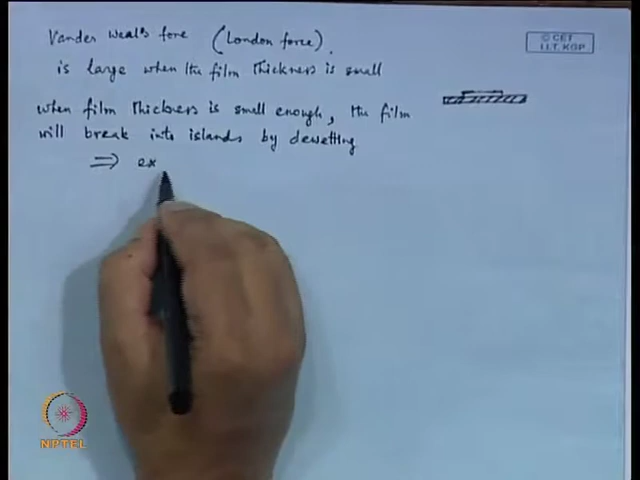 Vander Weal's force (London force).
is large when the film thickness is small
when film thickness is small enough, the film
will break into islands by dewetting
⇒ ex
© CET
I.I.T. KGP
NPTEL